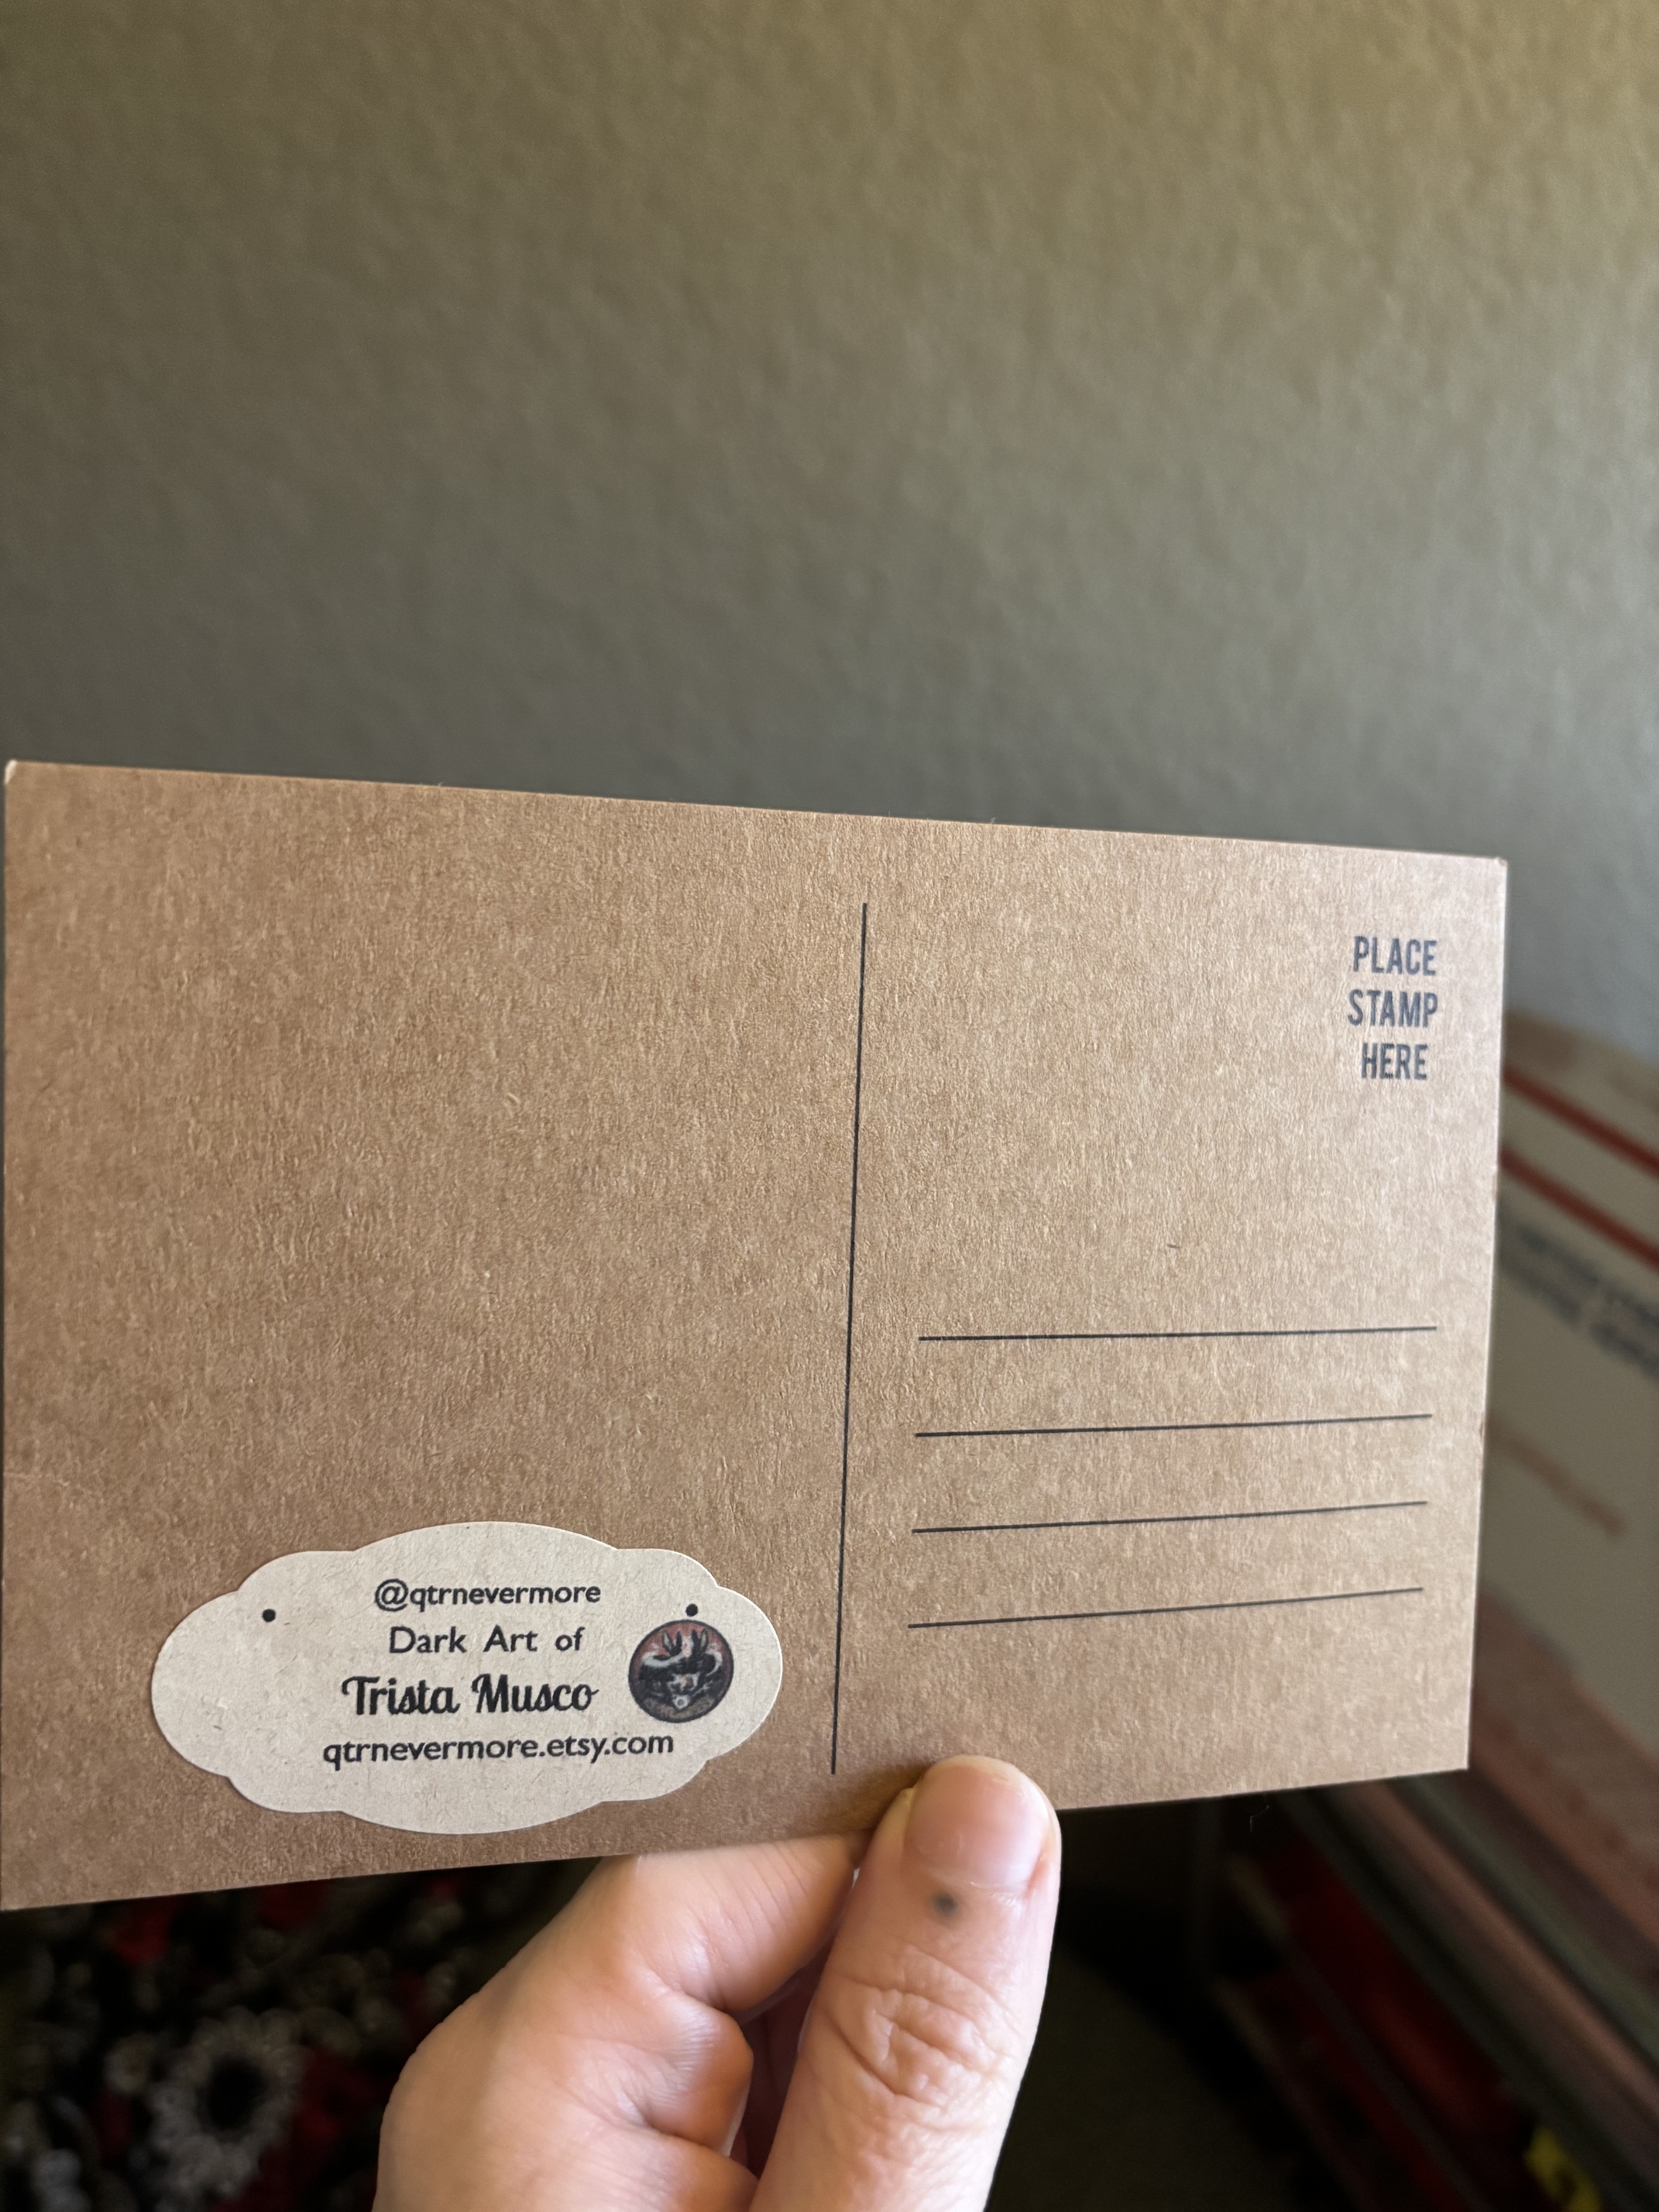 PLACE
STAMP
HERE
@qtrnevermore
Dark Art of
Trista Musco
qtrnevermore.etsy.com